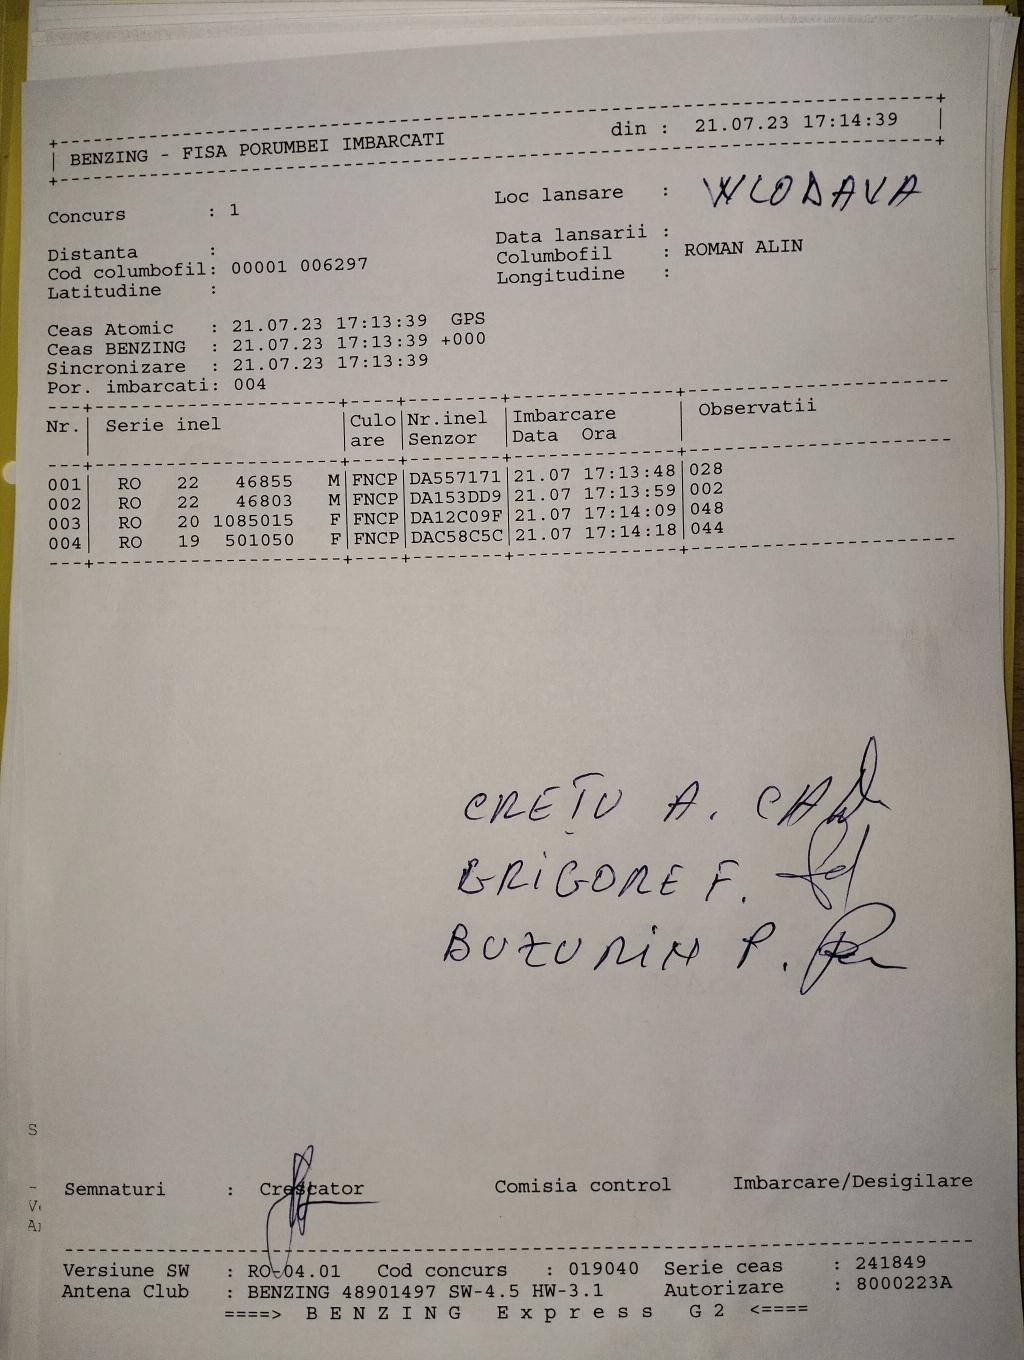 BENZING - FISA PORUMBEI IMBARCATI din : 21.07.23 17:14:39
Concurs : 1 Loc lansare : WLODAVA
Distanta : Data lansarii :
Cod columbofil: 00001 006297 Columbofil : ROMAN ALIN
Latitudine : Longitudine :
Ceas Atomic : 21.07.23 17:13:39 GPS
Ceas BENZING : 21.07.23 17:13:39 +000
Sincronizare : 21.07.23 17:13:39
Por. imbarcati: 004
Nr.| Serie inel |Culo|Nr.inel |Imbarcare | Observatii
| |are |Senzor |Data Ora |
001| RO 22 46855 M|FNCP|DA557171|21.07 17:13:48|028
002| RO 22 46803 M|FNCP|DA153DD9|21.07 17:13:59|002
003| RO 20 1085015 F|FNCP|DA12C09F|21.07 17:14:09|048
004| RO 19 501050 F|FNCP|DAC58C5C|21.07 17:14:18|044
CREȚU A.
GRIGORE F.
BUZURIN P.
Semnaturi : Crescator Comisia control Imbarcare/Desigilare
Versiune SW : RO-04.01 Cod concurs : 019040 Serie ceas : 241849
Antena Club : BENZING 48901497 SW-4.5 HW-3.1 Autorizare : 8000223A
====> B E N Z I N G E x p r e s s G 2 <====